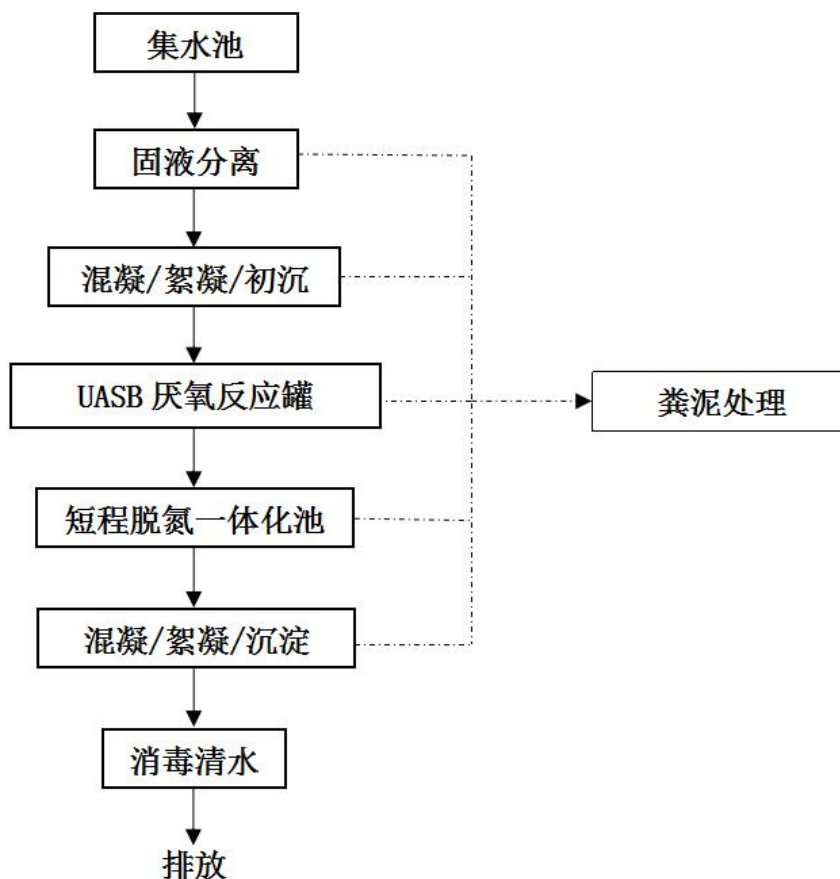 集水池
固液分离
混凝/絮凝/初沉
UASB 厌氧反应罐
粪泥处理
短程脱氮一体化池
混凝/絮凝/沉淀
消毒清水
排放